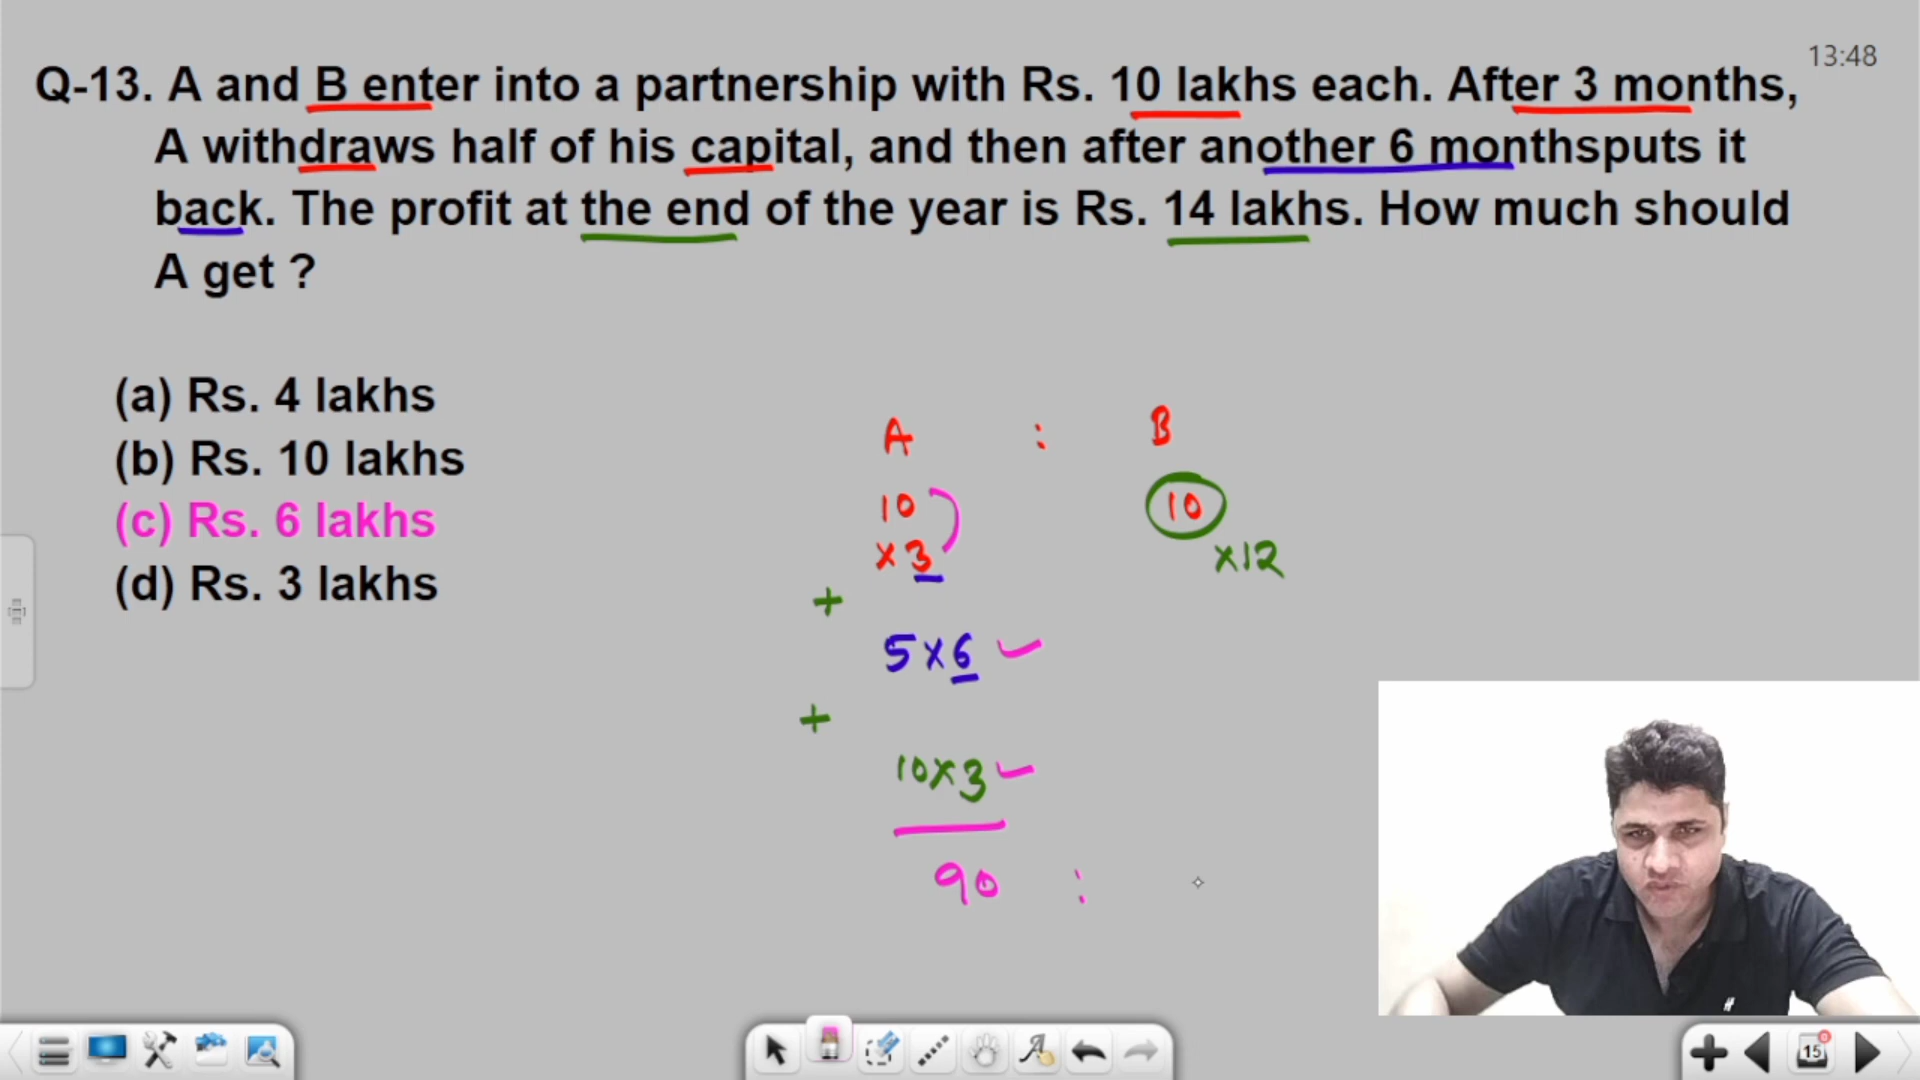 13:48
Q-13. A and B enter into a partnership with Rs. 10 lakhs each. After 3 months,
A withdraws half of his capital, and then after another 6 monthsputs it
back. The profit at the end of the year is Rs. 14 lakhs. How much should
A get ?
(a) Rs. 4 lakhs
(b) Rs. 10 lakhs
(c) Rs. 6 lakhs
(d) Rs. 3 lakhs
A : B
10 10
×3 ×12
+
5×6
+
10×3
90 :
15